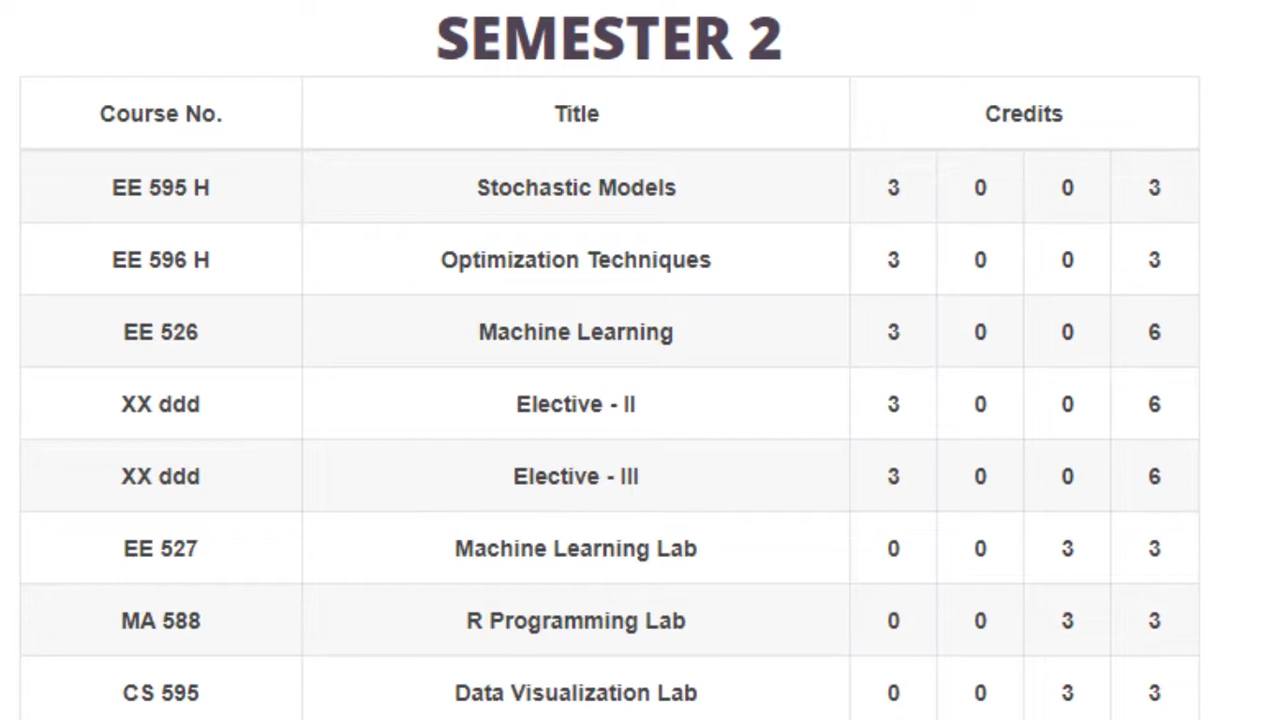 SEMESTER 2
Course No. Title Credits
EE 595 H Stochastic Models 3 0 0 3
EE 596 H Optimization Techniques 3 0 0 3
EE 526 Machine Learning 3 0 0 6
XX ddd Elective - II 3 0 0 6
XX ddd Elective - III 3 0 0 6
EE 527 Machine Learning Lab 0 0 3 3
MA 588 R Programming Lab 0 0 3 3
CS 595 Data Visualization Lab 0 0 3 3